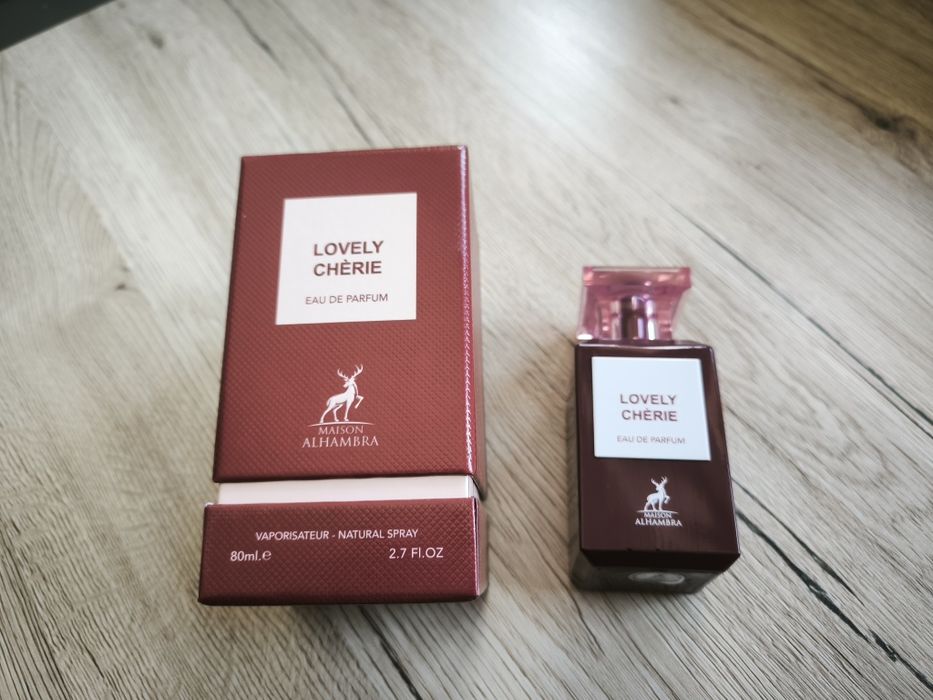 LOVELY
CHÈRIE
EAU DE PARFUM
MAISON
ALHAMBRA
VAPORISATEUR - NATURAL SPRAY
80ml.℮
2.7 Fl.OZ
LOVELY
CHÈRIE
EAU DE PARFUM
MAISON
ALHAMBRA